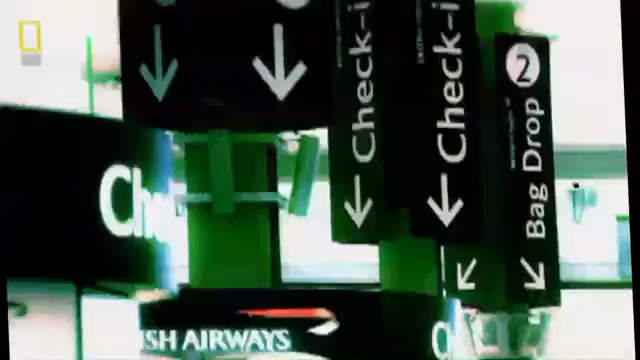 Check-i
Check-i
2
Bag Drop
Ch
ISH AIRWAYS